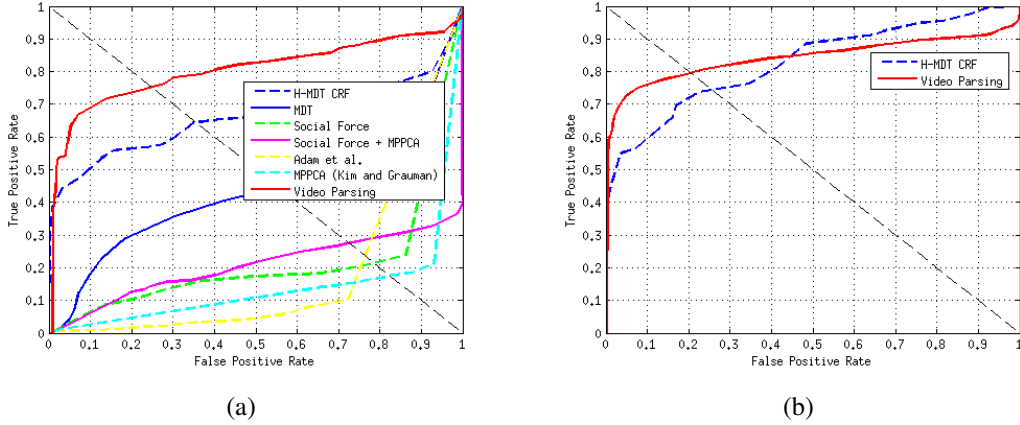 1
0.9
0.8
0.7
0.6
0.5
0.4
0.3
0.2
0.1
0
True Positive Rate
H-MDT CRF
MDT
Social Force
Social Force + MPPCA
Adam et al.
MPPCA (Kim and Grauman)
Video Parsing
0 0.1 0.2 0.3 0.4 0.5 0.6 0.7 0.8 0.9 1
False Positive Rate
(a)
1
0.9
0.8
0.7
0.6
0.5
0.4
0.3
0.2
0.1
0
True Positive Rate
H-MDT CRF
Video Parsing
0 0.1 0.2 0.3 0.4 0.5 0.6 0.7 0.8 0.9 1
False Positive Rate
(b)